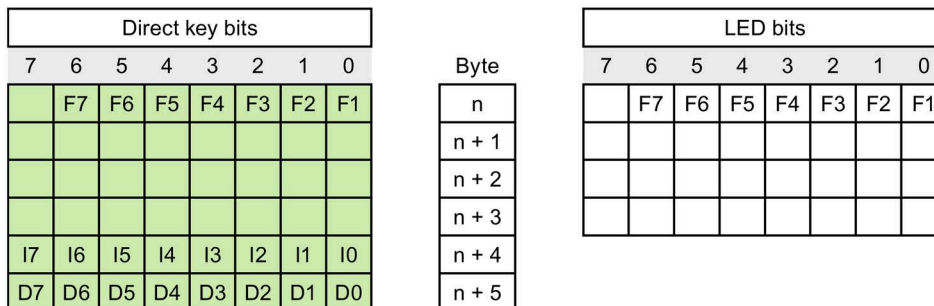 Direct key bits LED bits
7 6 5 4 3 2 1 0 Byte 7 6 5 4 3 2 1 0
F7 F6 F5 F4 F3 F2 F1 n F7 F6 F5 F4 F3 F2 F1
n + 1
n + 2
n + 3
I7 I6 I5 I4 I3 I2 I1 I0 n + 4
D7 D6 D5 D4 D3 D2 D1 D0 n + 5